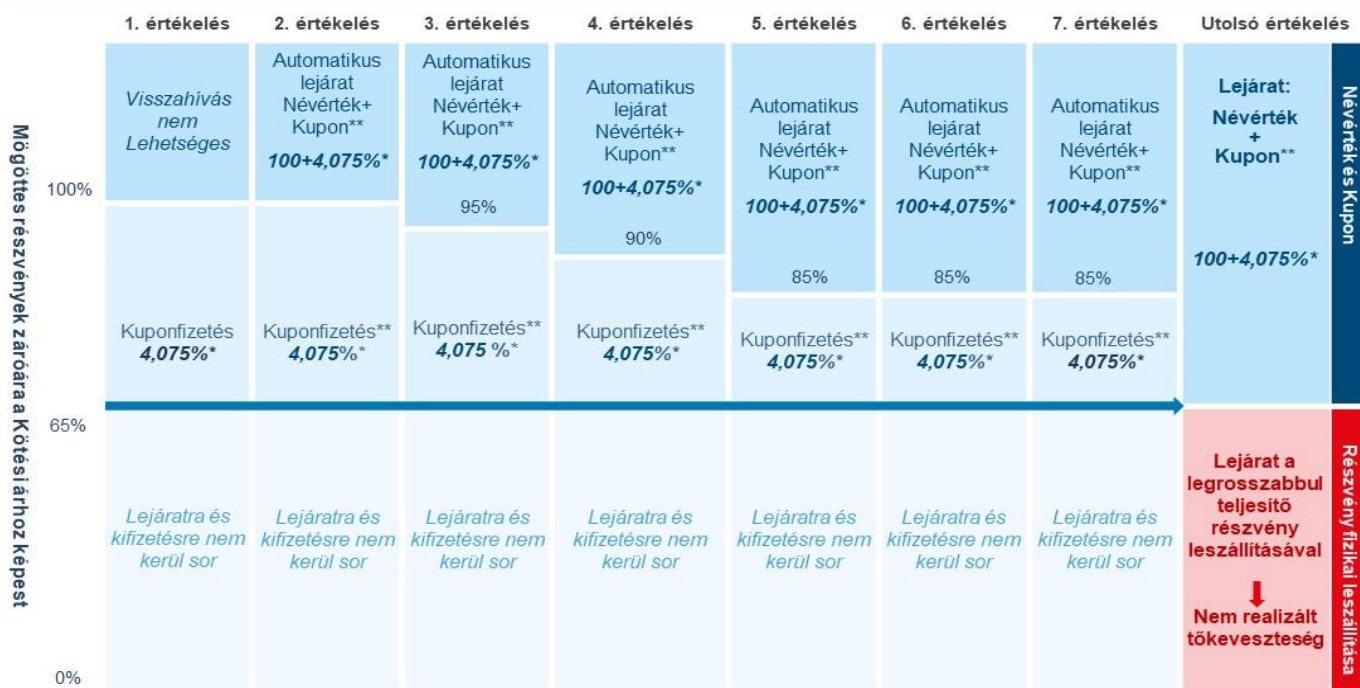 1. értékelés
2. értékelés
3. értékelés
4. értékelés
5. értékelés
6. értékelés
7. értékelés
Utolsó értékelés
Mögöttes részvények záróára a Kötési árhoz képest
100%
65%
0%
Visszahívás
nem
Lehetséges
Kuponfizetés
4,075%*
Lejáratra és
kifizetésre nem
kerül sor
Automatikus
lejárat
Névérték+
Kupon**
100+4,075%*
Kuponfizetés**
4,075%*
Lejáratra és
kifizetésre nem
kerül sor
Automatikus
lejárat
Névérték+
Kupon**
100+4,075%*
95%
Kuponfizetés**
4,075 %*
Lejáratra és
kifizetésre nem
kerül sor
Automatikus
lejárat
Névérték+
Kupon**
100+4,075%*
90%
Kuponfizetés**
4,075%*
Lejáratra és
kifizetésre nem
kerül sor
Automatikus
lejárat
Névérték+
Kupon**
100+4,075%*
85%
Kuponfizetés**
4,075%*
Lejáratra és
kifizetésre nem
kerül sor
Automatikus
lejárat
Névérték+
Kupon**
100+4,075%*
85%
Kuponfizetés**
4,075%*
Lejáratra és
kifizetésre nem
kerül sor
Automatikus
lejárat
Névérték+
Kupon**
100+4,075%*
85%
Kuponfizetés**
4,075%*
Lejáratra és
kifizetésre nem
kerül sor
Lejárat:
Névérték
+
Kupon**
100+4,075%*
Lejárat a
legrosszabbul
teljesítő
részvény
leszállításával
Nem realizált
tőkeveszteség
Névérték és Kupon
Részvény fizikai leszállítása